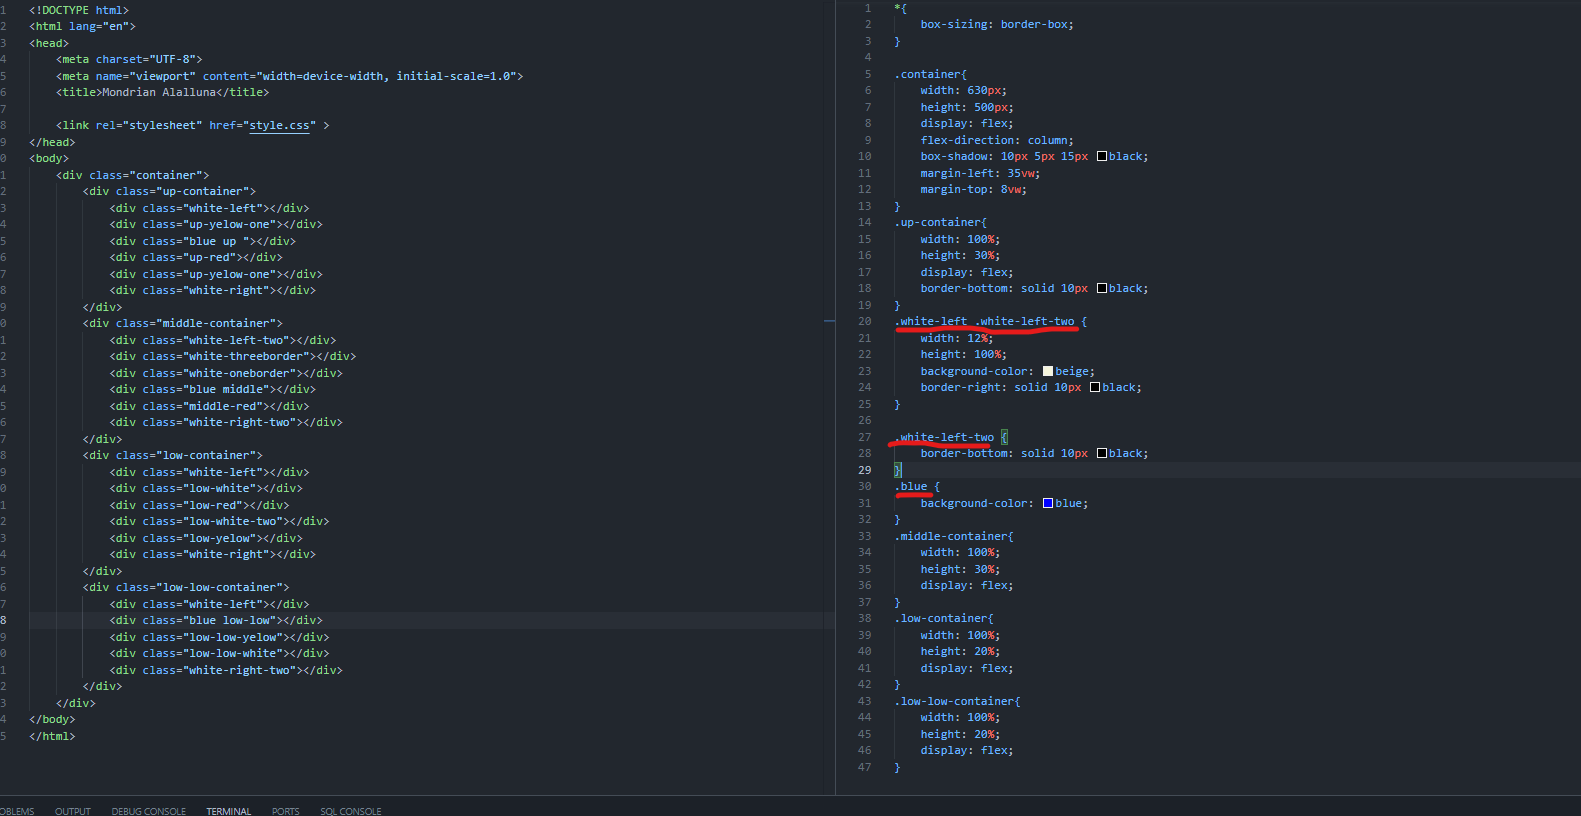 1 <!DOCTYPE html>
2 <html lang="en">
3 <head>
4 <meta charset="UTF-8">
5 <meta name="viewport" content="width=device-width, initial-scale=1.0">
6 <title>Mondrian Alalluna</title>
7
8 <link rel="stylesheet" href="style.css" >
9 </head>
0 <body>
1 <div class="container">
2 <div class="up-container">
3 <div class="white-left"></div>
4 <div class="up-yelow-one"></div>
5 <div class="blue up "></div>
6 <div class="up-red"></div>
7 <div class="up-yelow-one"></div>
8 <div class="white-right"></div>
9 </div>
0 <div class="middle-container">
1 <div class="white-left-two"></div>
2 <div class="white-threeborder"></div>
3 <div class="white-oneborder"></div>
4 <div class="blue middle"></div>
5 <div class="middle-red"></div>
6 <div class="white-right-two"></div>
7 </div>
8 <div class="low-container">
9 <div class="white-left"></div>
0 <div class="low-white"></div>
1 <div class="low-red"></div>
2 <div class="low-white-two"></div>
3 <div class="low-yelow"></div>
4 <div class="white-right"></div>
5 </div>
6 <div class="low-low-container">
7 <div class="white-left"></div>
8 <div class="blue low-low"></div>
9 <div class="low-low-yelow"></div>
0 <div class="low-low-white"></div>
1 <div class="white-right-two"></div>
2 </div>
3 </div>
4 </body>
5 </html>
1 *{
2 box-sizing: border-box;
3 }
4
5 .container{
6 width: 630px;
7 height: 500px;
8 display: flex;
9 flex-direction: column;
10 box-shadow: 10px 5px 15px black;
11 margin-left: 35vw;
12 margin-top: 8vw;
13 }
14 .up-container{
15 width: 100%;
16 height: 30%;
17 display: flex;
18 border-bottom: solid 10px black;
19 }
20 .white-left .white-left-two {
21 width: 12%;
22 height: 100%;
23 background-color: beige;
24 border-right: solid 10px black;
25 }
26
27 .white-left-two {
28 border-bottom: solid 10px black;
29 }
30 .blue {
31 background-color: blue;
32 }
33 .middle-container{
34 width: 100%;
35 height: 30%;
36 display: flex;
37 }
38 .low-container{
39 width: 100%;
40 height: 20%;
41 display: flex;
42 }
43 .low-low-container{
44 width: 100%;
45 height: 20%;
46 display: flex;
47 }
OBLEMS OUTPUT DEBUG CONSOLE TERMINAL PORTS SQL CONSOLE